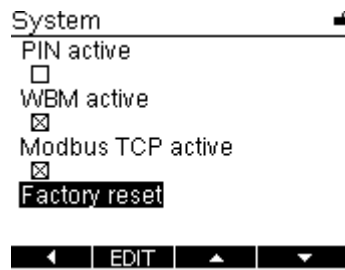 System
PIN active
WBM active
Modbus TCP active
Factory reset
EDIT